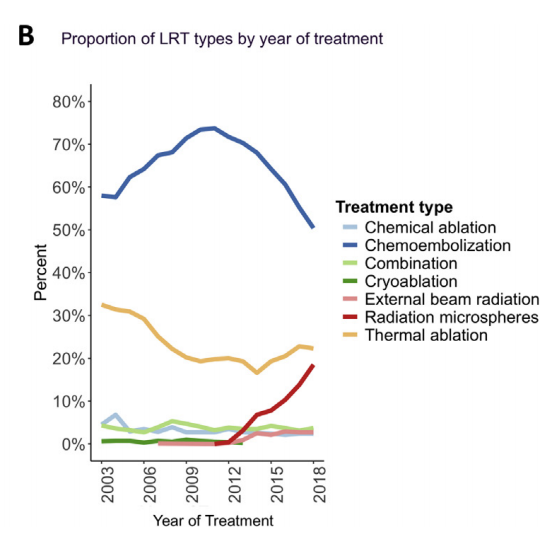 B Proportion of LRT types by year of treatment
80%
70%
60%
50%
40%
30%
20%
10%
0%
Percent
2003
2006
2009
2012
2015
2018
Year of Treatment
Treatment type
Chemical ablation
Chemoembolization
Combination
Cryoablation
External beam radiation
Radiation microspheres
Thermal ablation